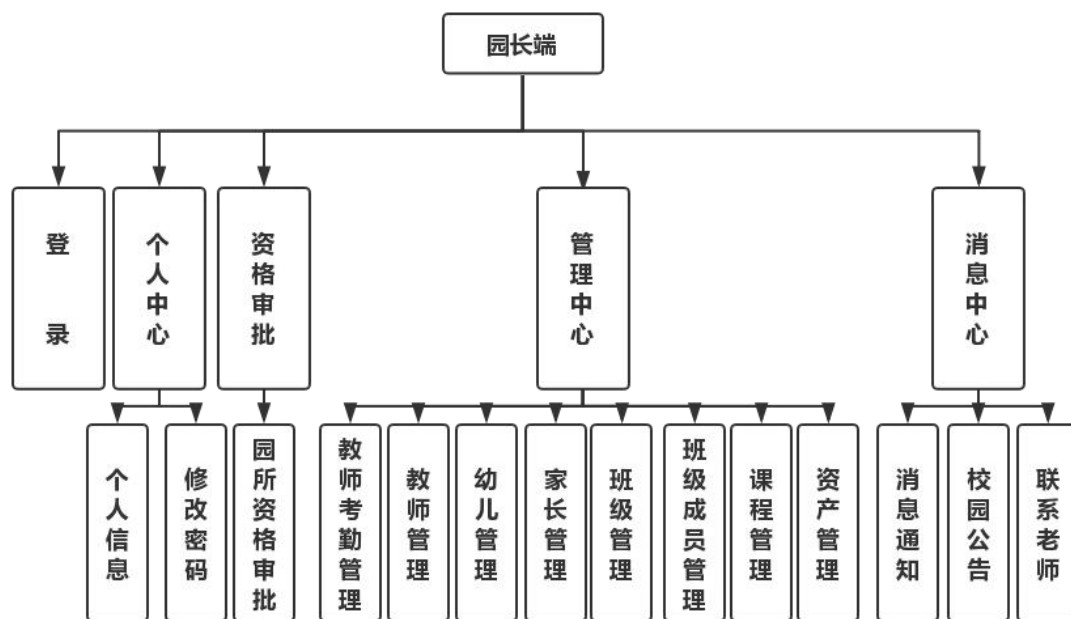 园长端
登录
个人中心
资格审批
管理中心
消息中心
个人信息
修改密码
园所资格审批
教师考勤管理
教师管理
幼儿管理
家长管理
班级管理
班级成员管理
课程管理
资产管理
消息通知
校园公告
联系老师